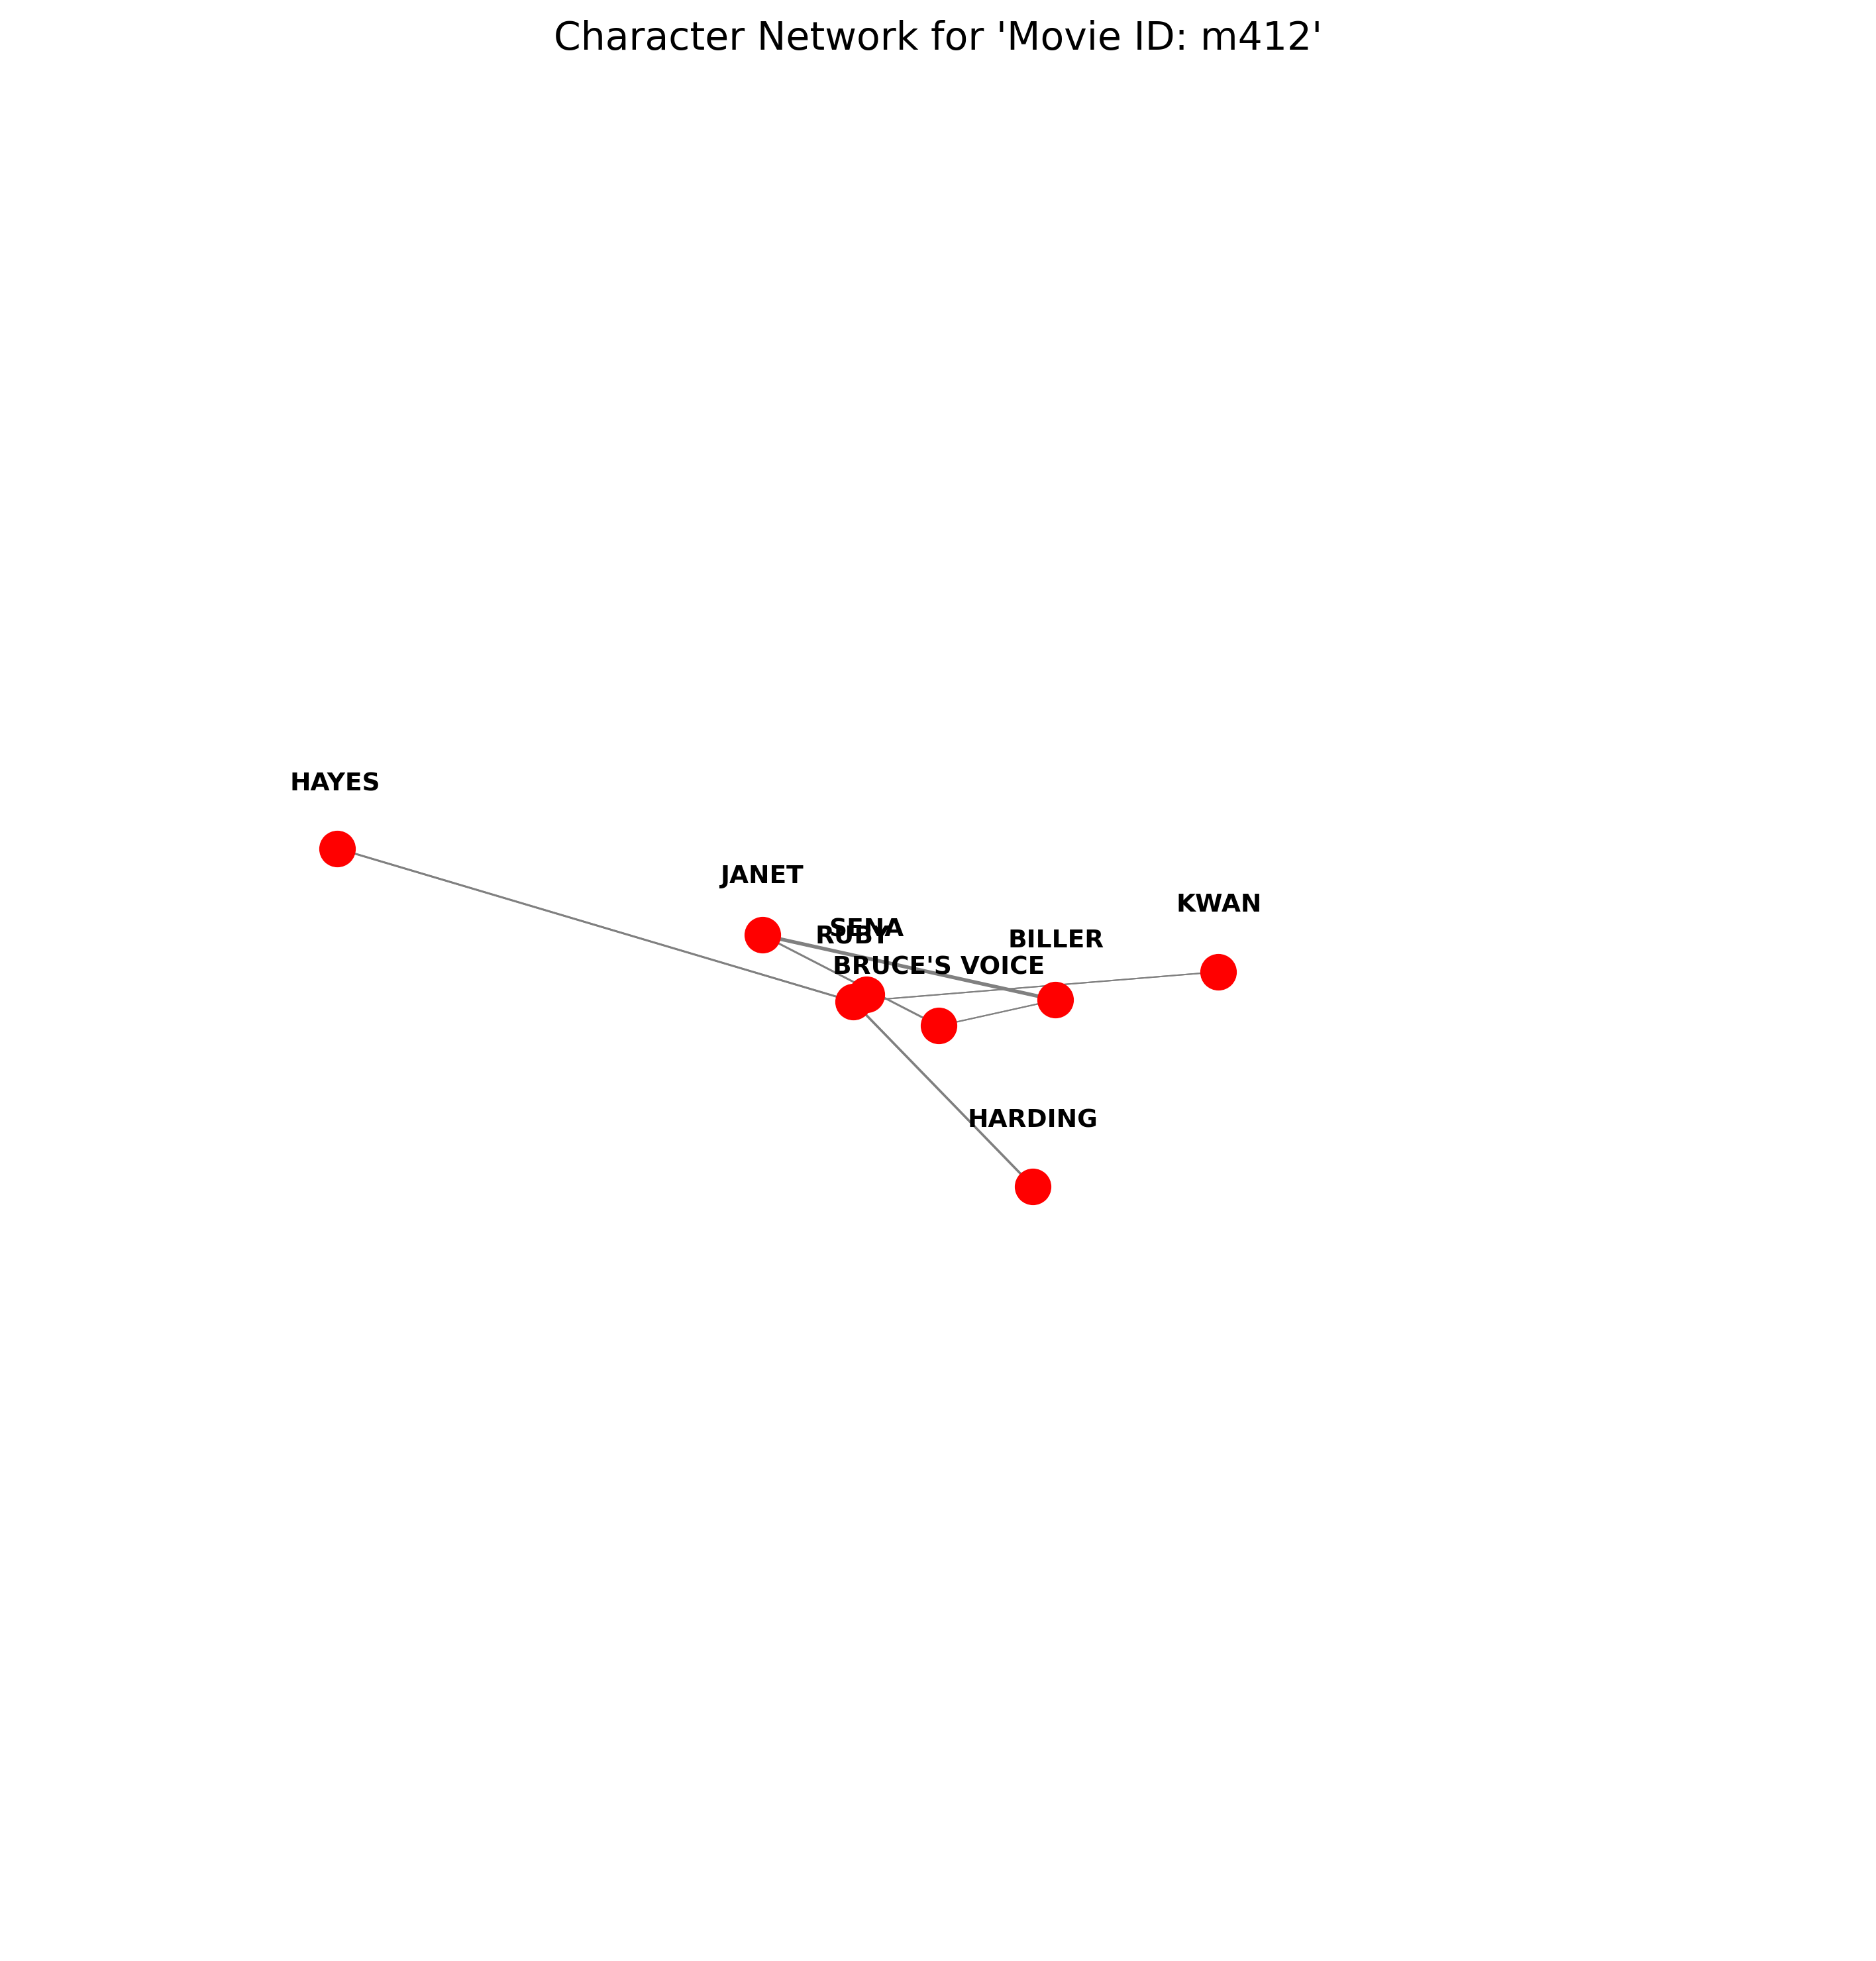 Character Network for 'Movie ID: m412'
HAYES
JANET
KWAN
SENA
RUBY
BILLER
BRUCE'S VOICE
HARDING